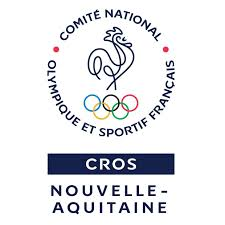 COMITÉ NATIONAL
OLYMPIQUE ET SPORTIF FRANÇAIS
CROS
NOUVELLE-
AQUITAINE